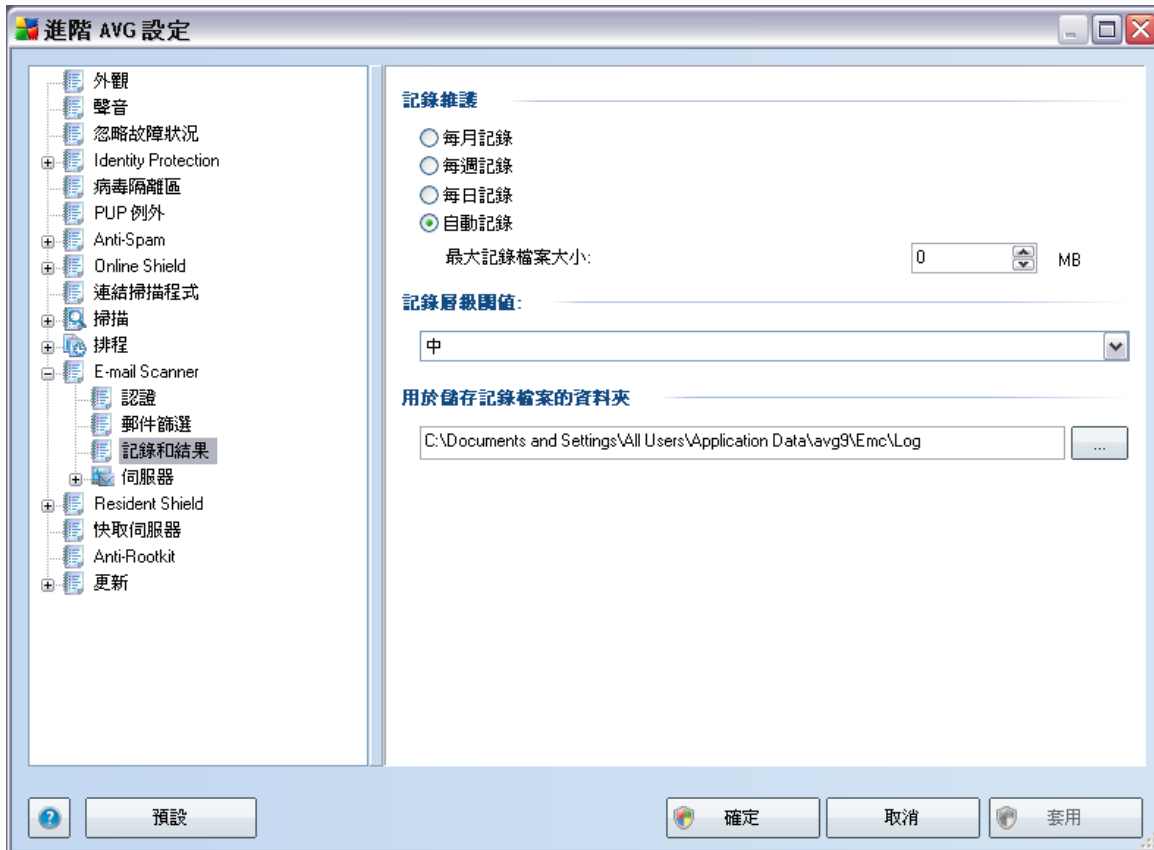 進階 AVG 設定
外觀
聲音
忽略故障狀況
Identity Protection
病毒隔離區
PUP 例外
Anti-Spam
Online Shield
連結掃描程式
掃描
排程
E-mail Scanner
認證
郵件篩選
記錄和結果
伺服器
Resident Shield
快取伺服器
Anti-Rootkit
更新
記錄維護
每月記錄
每週記錄
每日記錄
自動記錄
最大記錄檔案大小: 0 MB
記錄層級閾值:
中
用於儲存記錄檔案的資料夾
C:\Documents and Settings\All Users\Application Data\avg9\Emc\Log
...
預設
確定
取消
套用